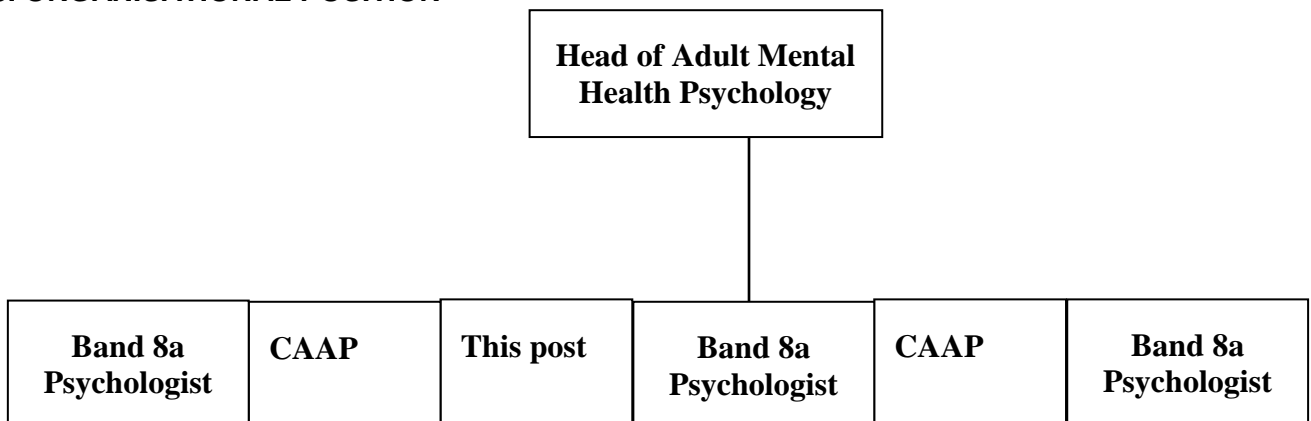 Head of Adult Mental
Health Psychology
Band 8a
Psychologist
CAAP
This post
Band 8a
Psychologist
CAAP
Band 8a
Psychologist